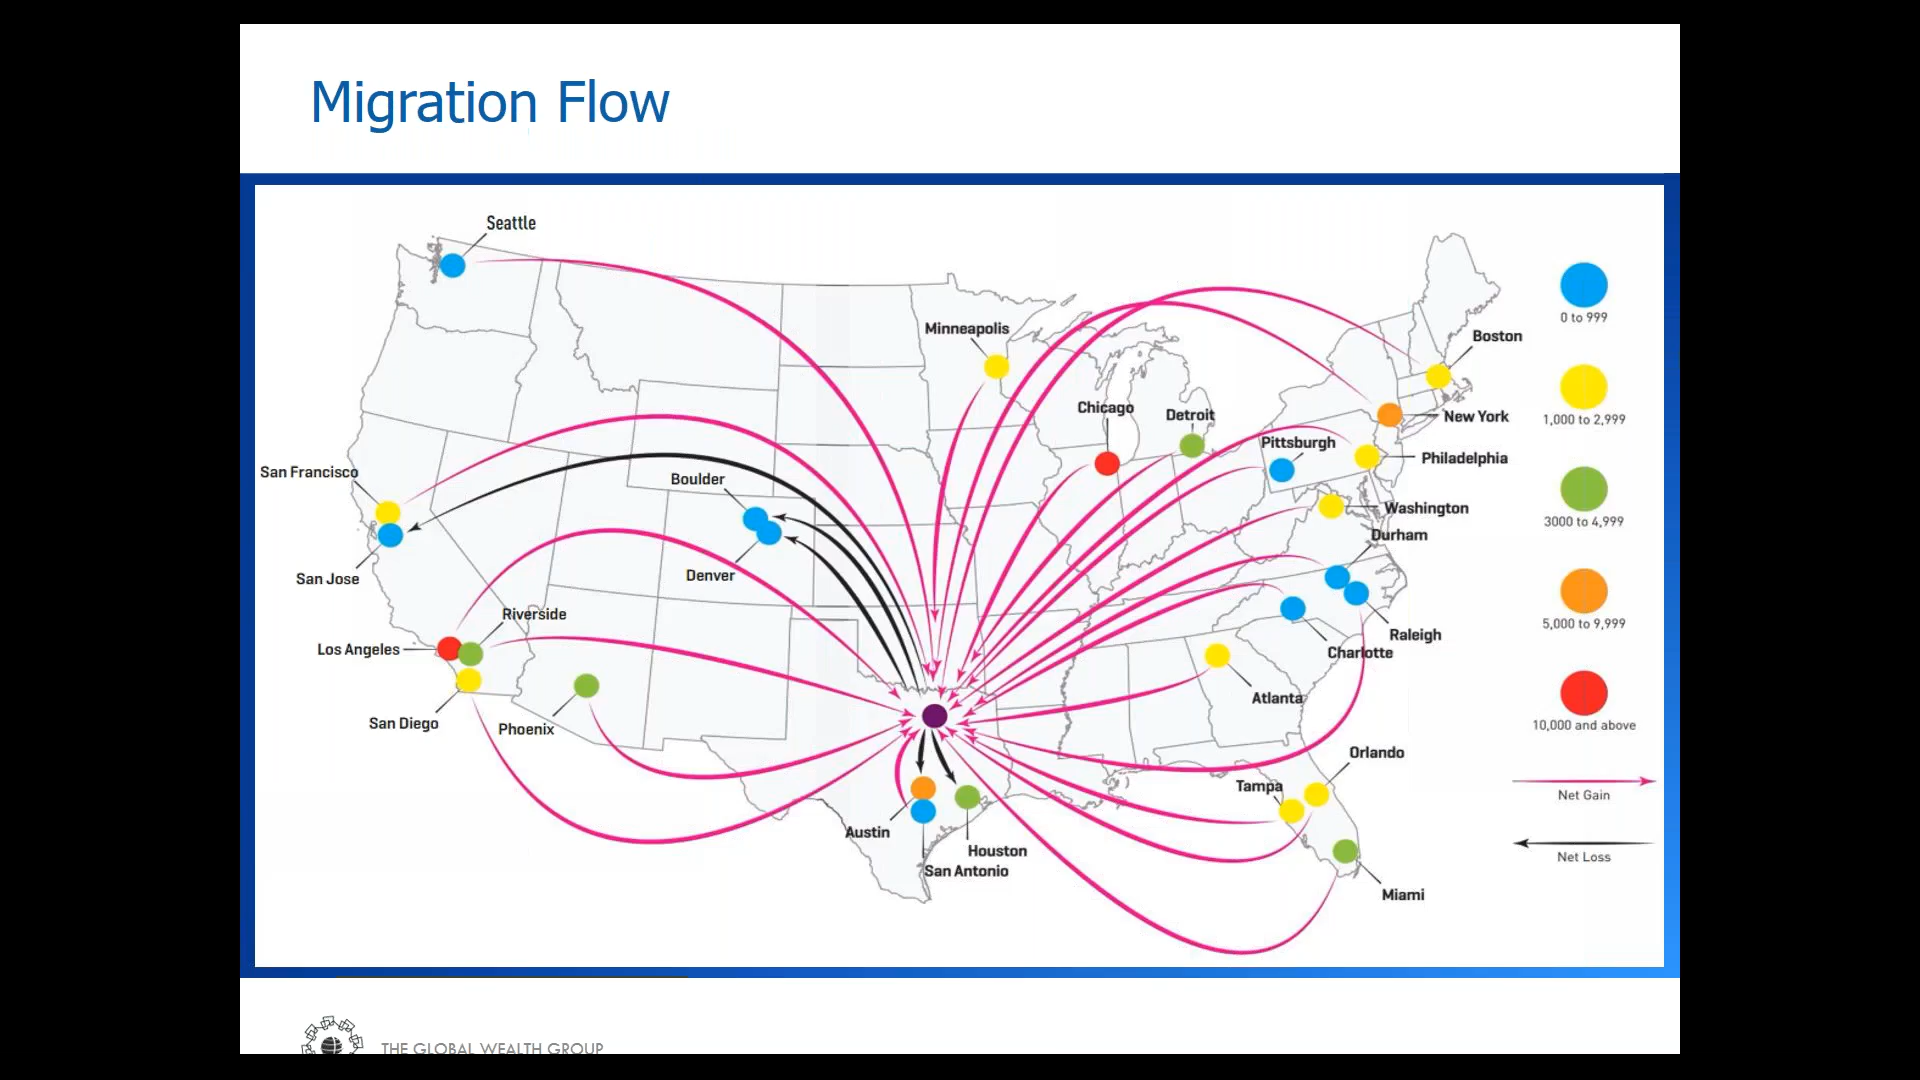 Migration Flow
Seattle
Minneapolis
Boston
Chicago
Detroit
New York
Pittsburgh
Philadelphia
San Francisco
Boulder
Washington
Durham
San Jose
Denver
Riverside
Raleigh
Los Angeles
Charlotte
Atlanta
San Diego
Phoenix
Orlando
Tampa
Austin
Houston
San Antonio
Miami
0 to 999
1,000 to 2,999
3000 to 4,999
5,000 to 9,999
10,000 and above
Net Gain
Net Loss
THE GLOBAL WEALTH GROUP